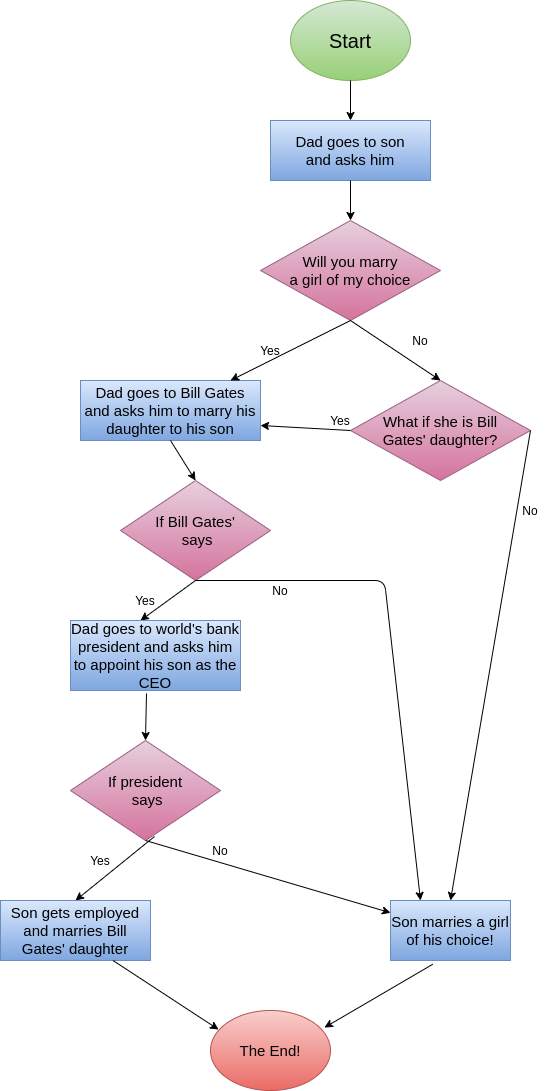 Start
Dad goes to son
and asks him
Will you marry
a girl of my choice
Yes
No
Dad goes to Bill Gates
and asks him to marry his
daughter to his son
Yes
What if she is Bill
Gates' daughter?
No
If Bill Gates'
says
Yes
No
Dad goes to world's bank
president and asks him
to appoint his son as the
CEO
If president
says
Yes
No
Son gets employed
and marries Bill
Gates' daughter
Son marries a girl
of his choice!
The End!